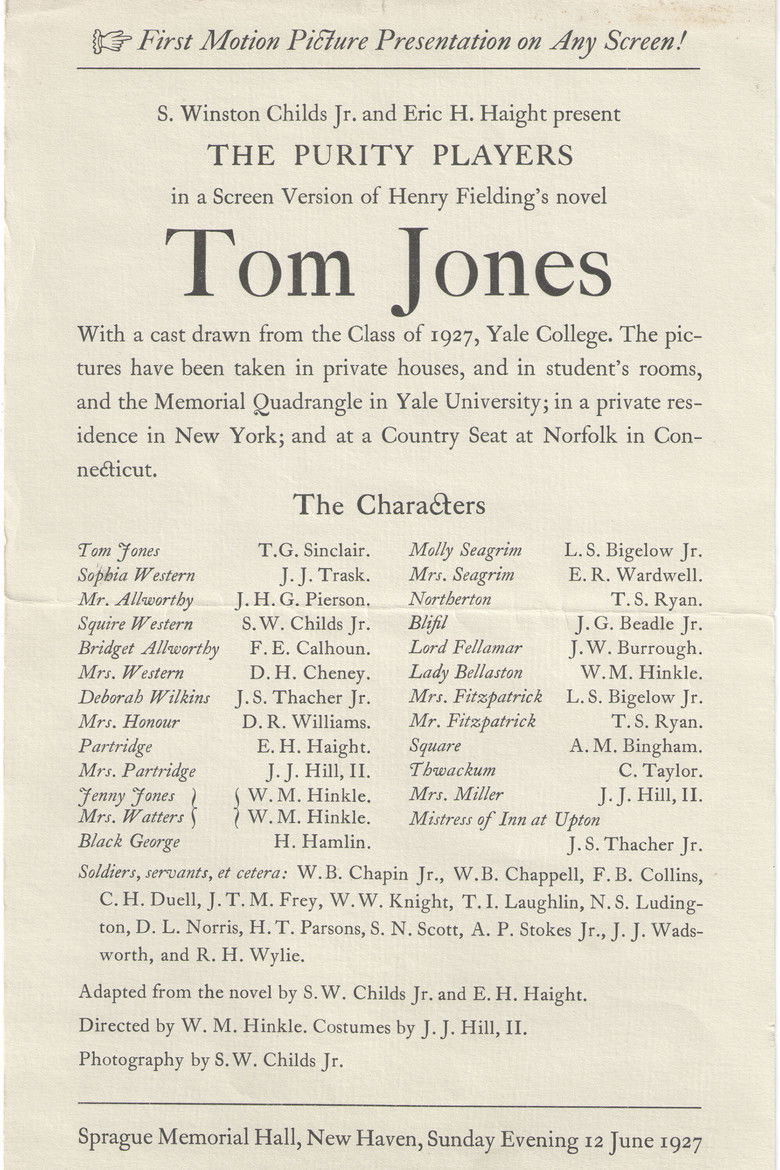 First Motion Picture Presentation on Any Screen!
S. Winston Childs Jr. and Eric H. Haight present
THE PURITY PLAYERS
in a Screen Version of Henry Fielding's novel
Tom Jones
With a cast drawn from the Class of 1927, Yale College. The pic-
tures have been taken in private houses, and in student's rooms,
and the Memorial Quadrangle in Yale University; in a private res-
idence in New York; and at a Country Seat at Norfolk in Con-
necticut.
The Characters
Tom Jones T.G. Sinclair.
Sophia Western J. J. Trask.
Mr. Allworthy J. H. G. Pierson.
Squire Western S.W. Childs Jr.
Bridget Allworthy F. E. Calhoun.
Mrs. Western D. H. Cheney.
Deborah Wilkins J. S. Thacher Jr.
Mrs. Honour D. R. Williams.
Partridge E. H. Haight.
Mrs. Partridge J. J. Hill, II.
Jenny Jones } { W. M. Hinkle.
Mrs. Watters { } W. M. Hinkle.
Black George H. Hamlin.
Molly Seagrim L. S. Bigelow Jr.
Mrs. Seagrim E. R. Wardwell.
Northerton T. S. Ryan.
Blifil J. G. Beadle Jr.
Lord Fellamar J. W. Burrough.
Lady Bellaston W. M. Hinkle.
Mrs. Fitzpatrick L. S. Bigelow Jr.
Mr. Fitzpatrick T. S. Ryan.
Square A. M. Bingham.
Thwackum C. Taylor.
Mrs. Miller J. J. Hill, II.
Mistress of Inn at Upton
J. S. Thacher Jr.
Soldiers, servants, et cetera: W. B. Chapin Jr., W. B. Chappell, F. B. Collins,
C. H. Duell, J. T. M. Frey, W. W. Knight, T. I. Laughlin, N. S. Luding-
ton, D. L. Norris, H. T. Parsons, S. N. Scott, A. P. Stokes Jr., J. J. Wads-
worth, and R. H. Wylie.
Adapted from the novel by S. W. Childs Jr. and E. H. Haight.
Directed by W. M. Hinkle. Costumes by J. J. Hill, II.
Photography by S. W. Childs Jr.
Sprague Memorial Hall, New Haven, Sunday Evening 12 June 1927